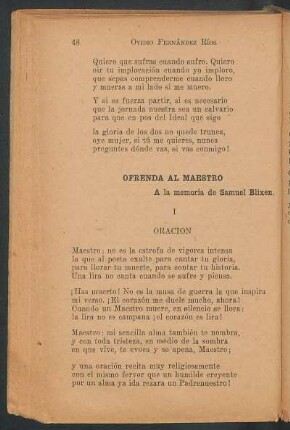 48 OVIDIO FERNÁNDEZ RÍOS
Quiero que sufras cuando sufro. Quiero
oír tu imploración cuando yo imploro,
que sepas comprenderme cuando lloro
y mueras a mi lado si me muero.
Y si es fuerza partir, si es necesario
que la jornada nuestra sea un calvario
para que en pos del Ideal que sigo
la gloria de los dos no quede trunca,
oye mujer, si tú me quieres, nunca
preguntes dónde vas, si vas conmigo!
OFRENDA AL MAESTRO
A la memoria de Samuel Blixen.
I
ORACION
Maestro; no es la estrofa de vigores intensa
la que al poeta exalto para cantar tu gloria,
para llorar tu muerte, para contar tu historia.
Una lira no canta cuando se sufre y piensa.
¡Has muerto! No es la musa de guerra la que inspira
mi verso. ¡El corazón me duele mucho, ahora!
Cuando un Maestro muere, en silencio se llora;
la lira no es campana ¡el corazón es lira!
Maestro: mi sencilla alma también te nombra,
y con toda tristeza, en medio de la sombra
en que vive, te evoca y se apena, Maestro;
y una oración recita muy religiosamente
con el mismo fervor que un humilde creyente
por un alma ya ida rezara un Padrenuestro!